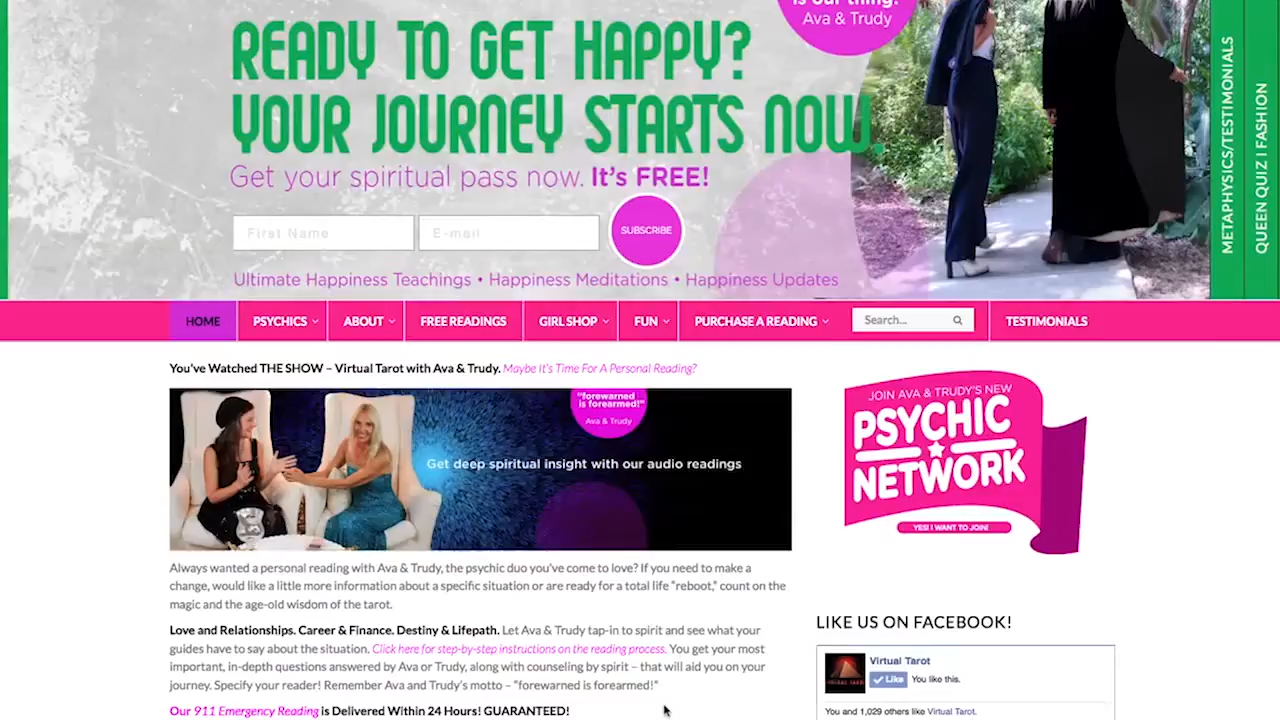 is our thing!"
Ava & Trudy
READY TO GET HAPPY?
YOUR JOURNEY STARTS NOW.
Get your spiritual pass now. It's FREE!
First Name
E-mail
SUBSCRIBE
Ultimate Happiness Teachings • Happiness Meditations • Happiness Updates
METAPHYSICS/TESTIMONIALS
QUEEN QUIZ I FASHION
HOME
PSYCHICS
ABOUT
FREE READINGS
GIRL SHOP
FUN
PURCHASE A READING
Search...
TESTIMONIALS
You've Watched THE SHOW – Virtual Tarot with Ava & Trudy. Maybe It's Time For A Personal Reading?
"forewarned
is forearmed!"
Ava & Trudy
Get deep spiritual insight with our audio readings
Always wanted a personal reading with Ava & Trudy, the psychic duo you've come to love? If you need to make a
change, would like a little more information about a specific situation or are ready for a total life "reboot," count on the
magic and the age-old wisdom of the tarot.
Love and Relationships. Career & Finance. Destiny & Lifepath. Let Ava & Trudy tap-in to spirit and see what your
guides have to say about the situation. Click here for step-by-step instructions on the reading process. You get your most
important, in-depth questions answered by Ava or Trudy, along with counseling by spirit – that will aid you on your
journey. Specify your reader! Remember Ava and Trudy's motto – "forewarned is forearmed!"
Our 911 Emergency Reading is Delivered Within 24 Hours! GUARANTEED!
JOIN AVA & TRUDY'S NEW
PSYCHIC
NETWORK
YES! I WANT TO JOIN!
LIKE US ON FACEBOOK!
VIRTUAL TAROT
Virtual Tarot
Like
You like this.
You and 1,029 others like Virtual Tarot.